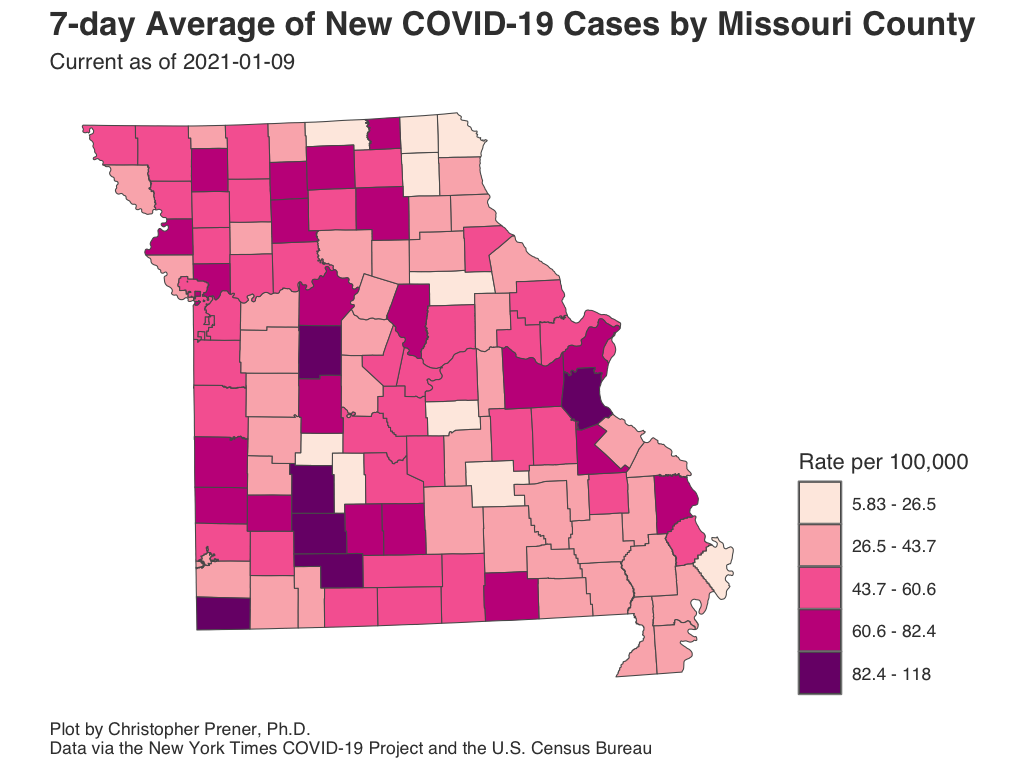 7-day Average of New COVID-19 Cases by Missouri County
Current as of 2021-01-09
Rate per 100,000
5.83 - 26.5
26.5 - 43.7
43.7 - 60.6
60.6 - 82.4
82.4 - 118
Plot by Christopher Prener, Ph.D.
Data via the New York Times COVID-19 Project and the U.S. Census Bureau